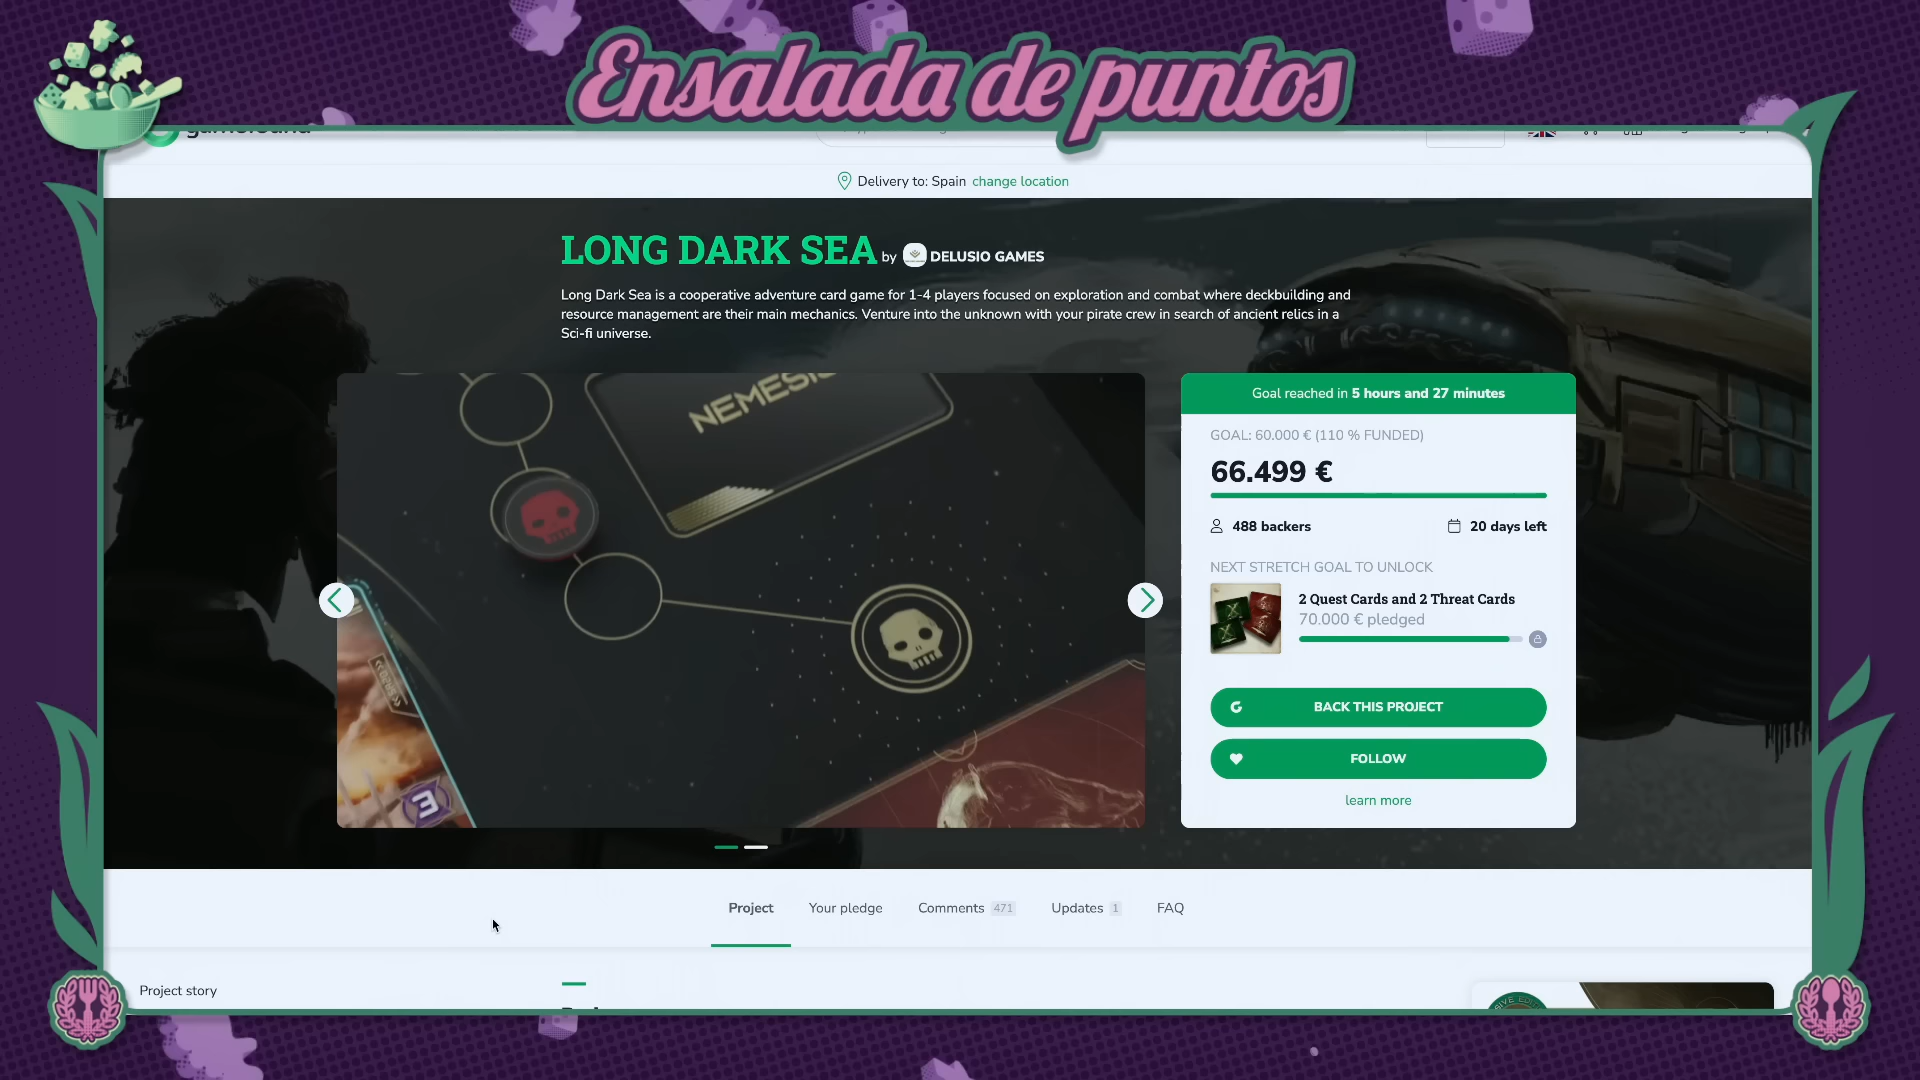 Ensalada de puntos
Delivery to: Spain change location
LONG DARK SEA by DELUSIO GAMES
Long Dark Sea is a cooperative adventure card game for 1-4 players focused on exploration and combat where deckbuilding and
resource management are their main mechanics. Venture into the unknown with your pirate crew in search of ancient relics in a
Sci-fi universe.
NEMESIS
3
Goal reached in 5 hours and 27 minutes
GOAL: 60.000 € (110 % FUNDED)
66.499 €
488 backers
20 days left
NEXT STRETCH GOAL TO UNLOCK
2 Quest Cards and 2 Threat Cards
70.000 € pledged
BACK THIS PROJECT
FOLLOW
learn more
Project
Your pledge
Comments 471
Updates 1
FAQ
Project story